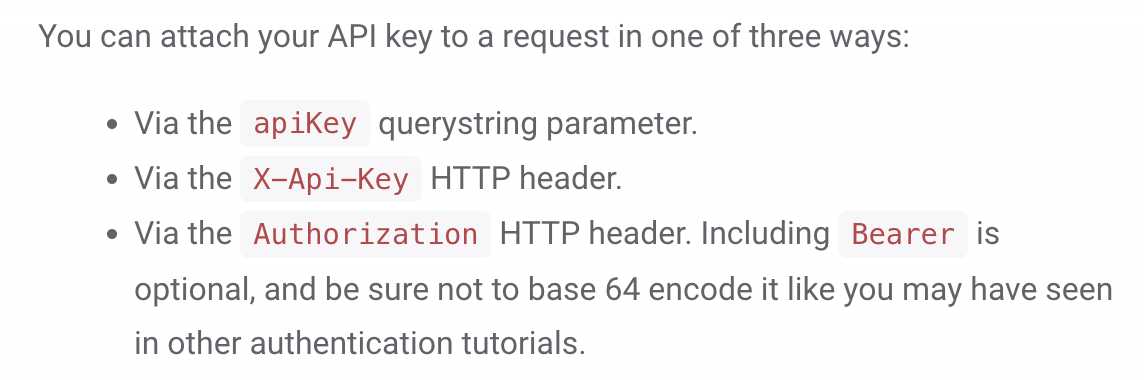 You can attach your API key to a request in one of three ways:
• Via the apiKey querystring parameter.
• Via the X-Api-Key HTTP header.
• Via the Authorization HTTP header. Including Bearer is
optional, and be sure not to base 64 encode it like you may have seen
in other authentication tutorials.